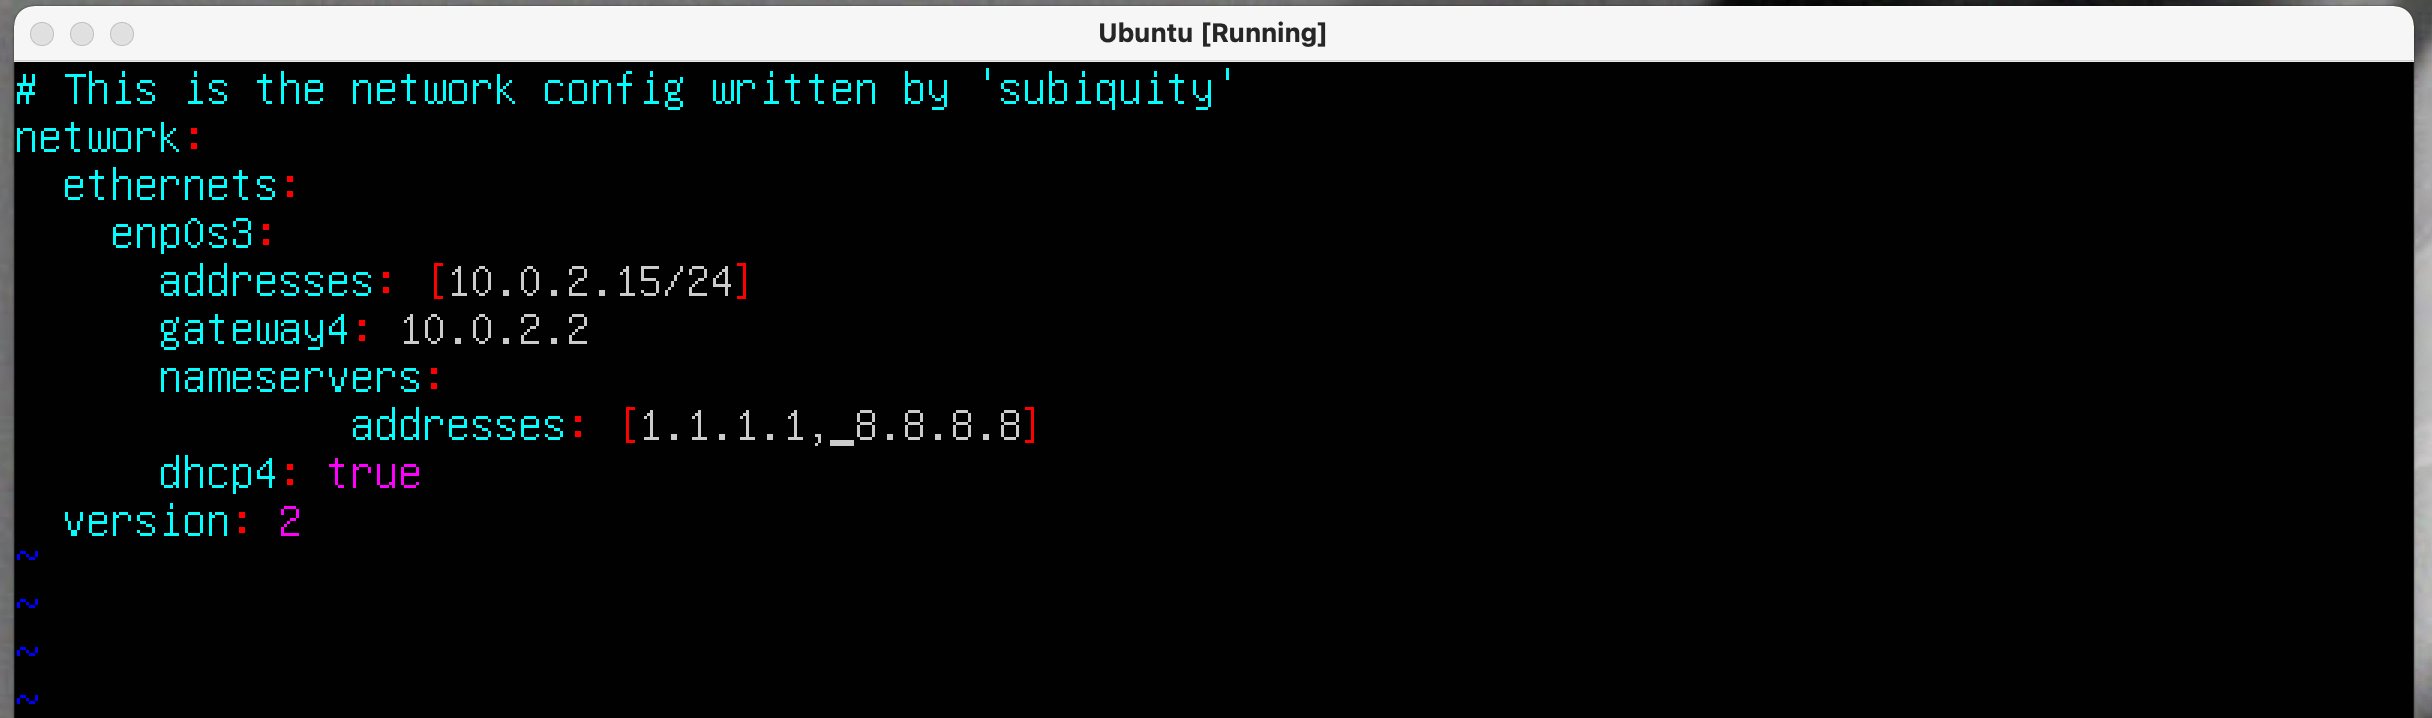 Ubuntu [Running]
# This is the network config written by 'subiquity'
network:
  ethernets:
    enp0s3:
      addresses: [10.0.2.15/24]
      gateway4: 10.0.2.2
      nameservers:
              addresses: [1.1.1.1, 8.8.8.8]
      dhcp4: true
  version: 2
~
~
~
~